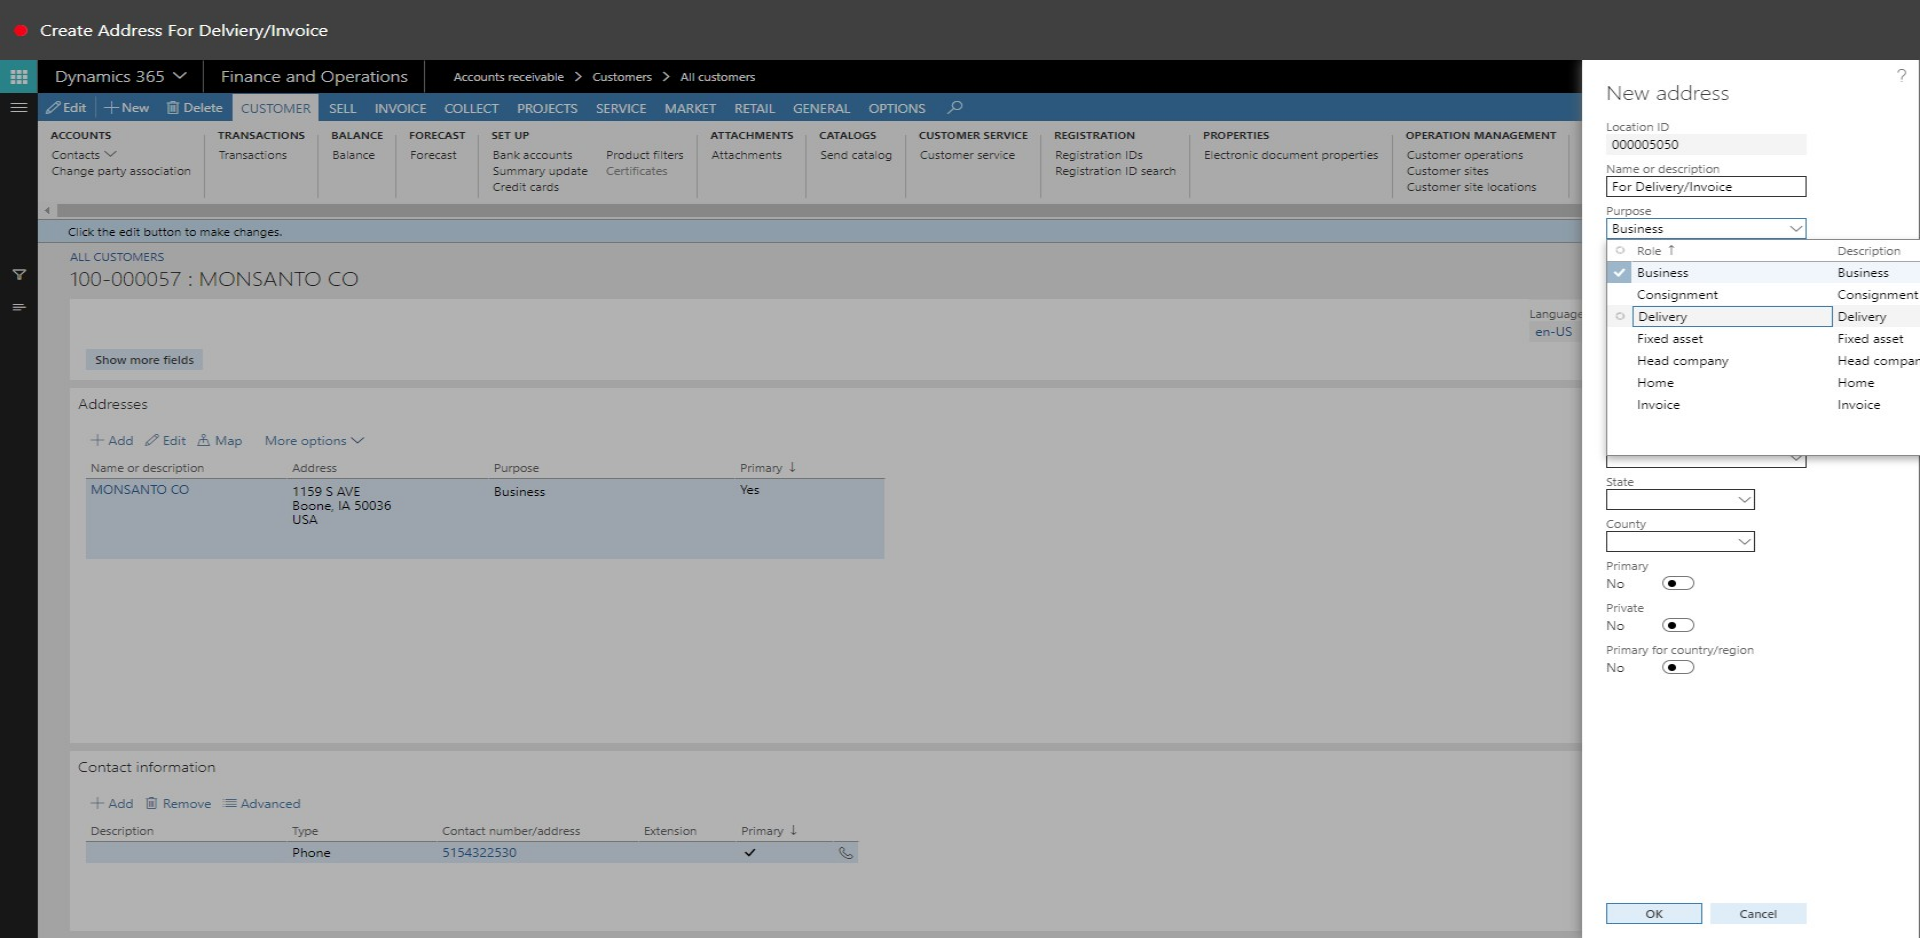 Create Address For Delviery/Invoice
Dynamics 365
Finance and Operations
Accounts receivable > Customers > All customers
Edit
New
Delete
CUSTOMER
SELL
INVOICE
COLLECT
PROJECTS
SERVICE
MARKET
RETAIL
GENERAL
OPTIONS
ACCOUNTS
Contacts
Change party association
TRANSACTIONS
Transactions
BALANCE
Balance
FORECAST
Forecast
SET UP
Bank accounts
Summary update
Credit cards
Product filters
Certificates
ATTACHMENTS
Attachments
CATALOGS
Send catalog
CUSTOMER SERVICE
Customer service
REGISTRATION
Registration IDs
Registration ID search
PROPERTIES
Electronic document properties
OPERATION MANAGEMENT
Customer operations
Customer sites
Customer site locations
Click the edit button to make changes.
ALL CUSTOMERS
100-000057 : MONSANTO CO
Language
en-US
Show more fields
Addresses
Add
Edit
Map
More options
Name or description Address Purpose Primary
MONSANTO CO
1159 S AVE
Boone, IA 50036
USA
Business
Yes
Contact information
Add
Remove
Advanced
Description Type Contact number/address Extension Primary
Phone 5154322530
?
New address
Location ID
000005050
Name or description
For Delivery/Invoice
Purpose
Business
Role Description
Business Business
Consignment Consignment
Delivery Delivery
Fixed asset Fixed asset
Head company Head compar
Home Home
Invoice Invoice
State
County
Primary
No
Private
No
Primary for country/region
No
OK
Cancel